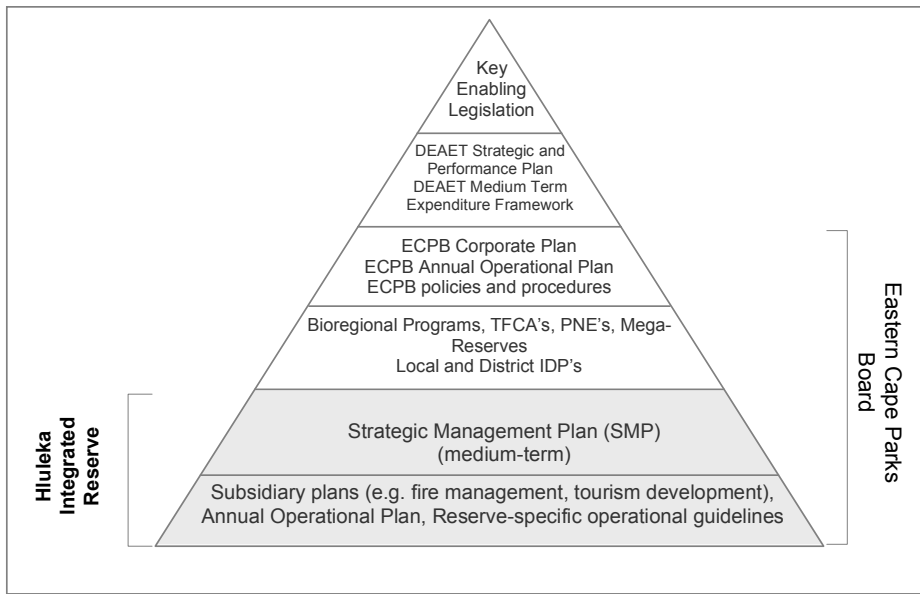 Key
Enabling
Legislation
DEAET Strategic and
Performance Plan
DEAET Medium Term
Expenditure Framework
ECPB Corporate Plan
ECPB Annual Operational Plan
ECPB policies and procedures
Bioregional Programs, TFCA's, PNE's, Mega-
Reserves
Local and District IDP's
Strategic Management Plan (SMP)
(medium-term)
Subsidiary plans (e.g. fire management, tourism development),
Annual Operational Plan, Reserve-specific operational guidelines
Hluleka
Integrated
Reserve
Eastern Cape Parks
Board